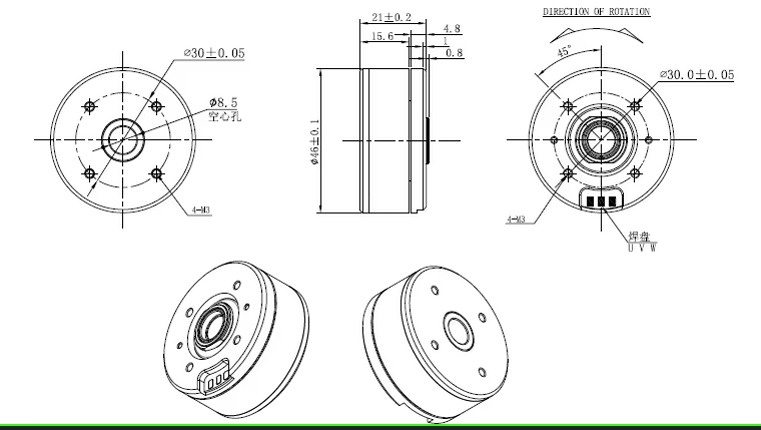 21±0.2
4.8
15.6
1
0.8
DIRECTION OF ROTATION
45°
⌀30±0.05
⌀8.5
空心孔
4-M3
⌀46±0.1
⌀30.0±0.05
4-M3
焊盘
U V W